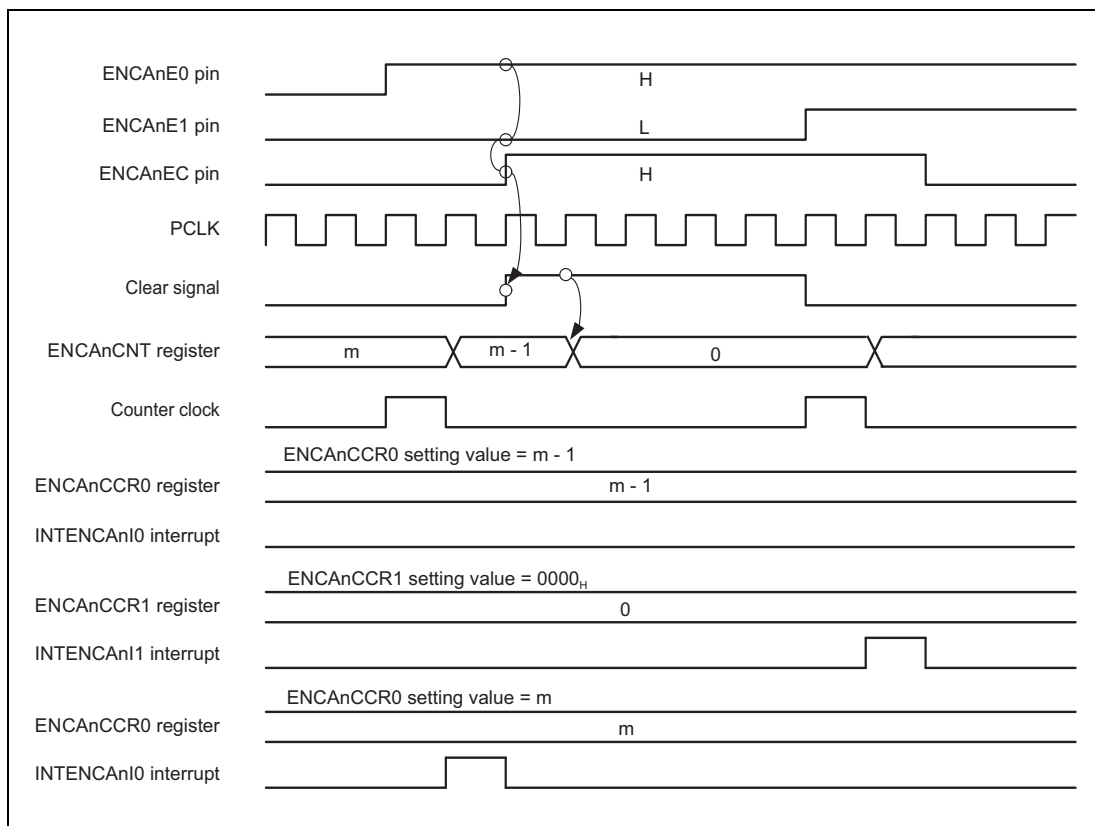 ENCAnE0 pin
H
ENCAnE1 pin
L
ENCAnEC pin
H
PCLK
Clear signal
ENCAnCNT register
m
m - 1
0
Counter clock
ENCAnCCR0 setting value = m - 1
ENCAnCCR0 register
m - 1
INTENCAnI0 interrupt
ENCAnCCR1 setting value = 0000H
ENCAnCCR1 register
0
INTENCAnI1 interrupt
ENCAnCCR0 setting value = m
ENCAnCCR0 register
m
INTENCAnI0 interrupt